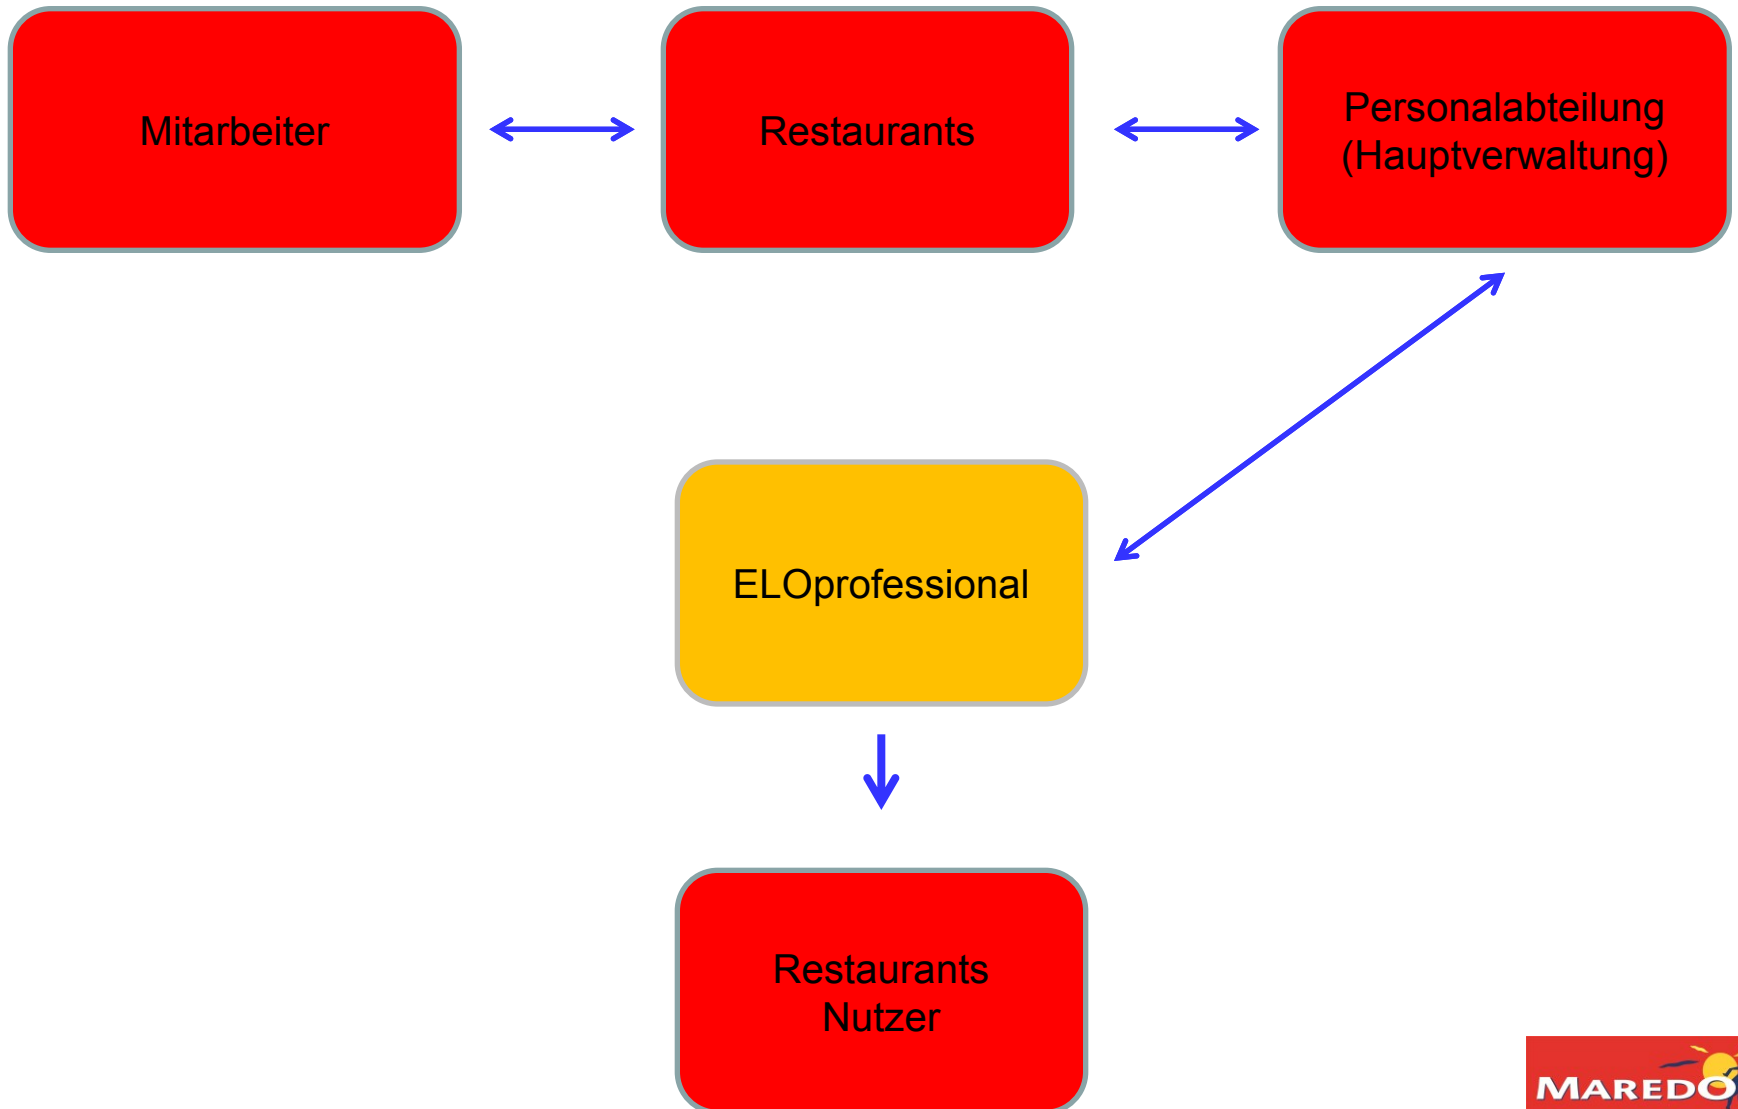 Mitarbeiter
Restaurants
Personalabteilung
(Hauptverwaltung)
ELOprofessional
Restaurants
Nutzer
MAREDO